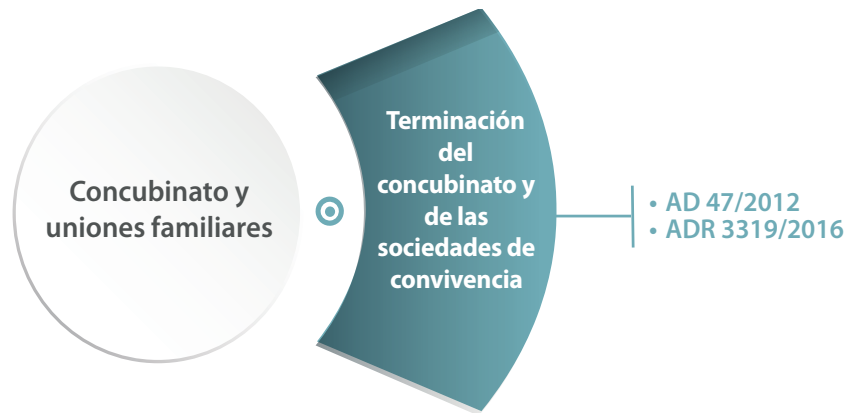 Concubinato y
uniones familiares
Terminación
del
concubinato y
de las
sociedades de
convivencia
• AD 47/2012
• ADR 3319/2016